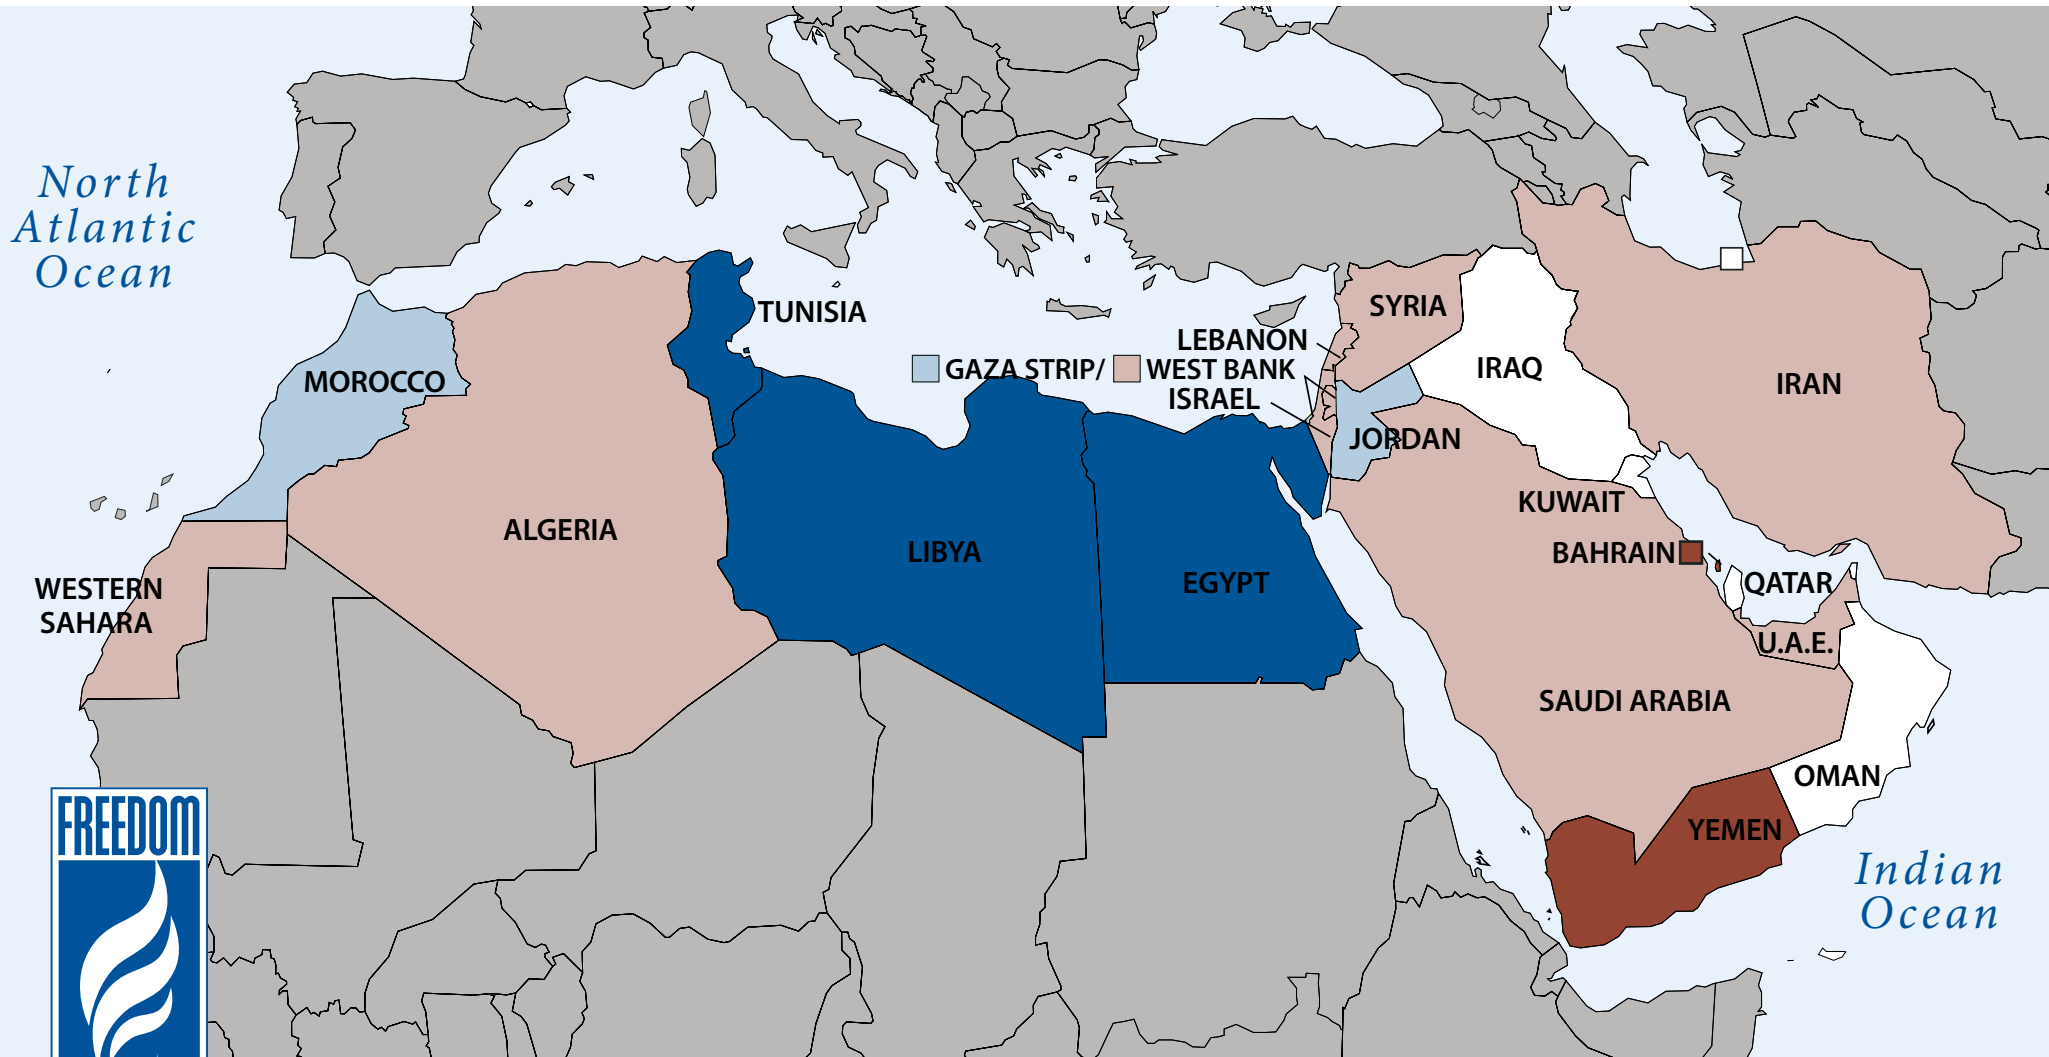 North
Atlantic
Ocean
TUNISIA
SYRIA
LEBANON
GAZA STRIP/ WEST BANK
ISRAEL
IRAQ
IRAN
MOROCCO
JORDAN
KUWAIT
ALGERIA
LIBYA
EGYPT
BAHRAIN
QATAR
WESTERN
SAHARA
U.A.E.
SAUDI ARABIA
OMAN
YEMEN
FREEDOM
Indian
Ocean